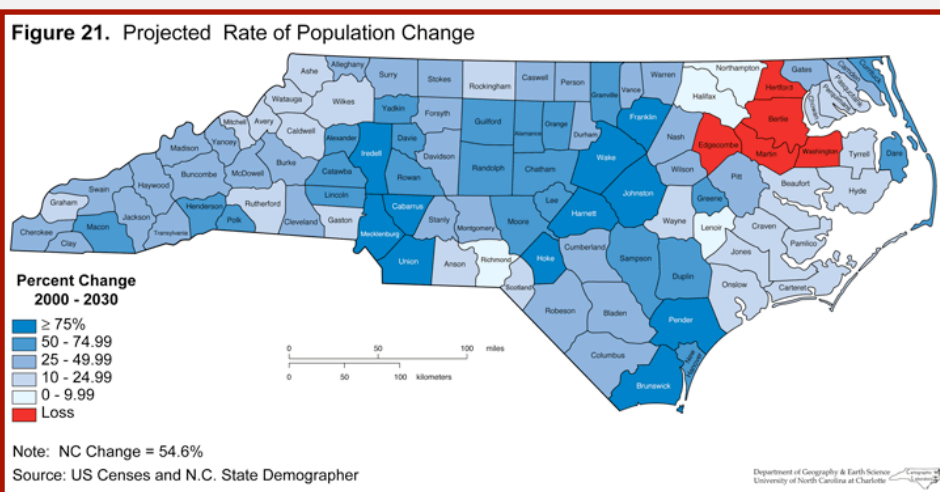 Figure 21. Projected Rate of Population Change
Ashe
Alleghany
Surry
Stokes
Rockingham
Caswell
Person
Granville
Vance
Warren
Northampton
Halifax
Hertford
Gates
Camden
Currituck
Pasquotank
Perquimans
Chowan
Watauga
Wilkes
Yadkin
Forsyth
Guilford
Alamance
Orange
Durham
Franklin
Nash
Edgecombe
Bertie
Martin
Washington
Tyrrell
Dare
Mitchell
Avery
Caldwell
Alexander
Iredell
Davie
Davidson
Randolph
Chatham
Wake
Wilson
Pitt
Beaufort
Hyde
Madison
Yancey
Burke
Catawba
Rowan
Johnston
Greene
Buncombe
McDowell
Haywood
Swain
Graham
Rutherford
Lincoln
Lee
Harnett
Wayne
Lenoir
Craven
Pamlico
Henderson
Polk
Cleveland
Gaston
Cabarrus
Stanly
Montgomery
Moore
Jackson
Macon
Transylvania
Cherokee
Clay
Mecklenburg
Union
Anson
Richmond
Scotland
Hoke
Cumberland
Sampson
Duplin
Jones
Onslow
Carteret
Robeson
Bladen
Pender
Columbus
New Hanover
Brunswick
Percent Change
2000 - 2030
≥ 75%
50 - 74.99
25 - 49.99
10 - 24.99
0 - 9.99
Loss
0 50 100 miles
0 50 100 kilometers
Note: NC Change = 54.6%
Source: US Censes and N.C. State Demographer
Department of Geography & Earth Science
University of North Carolina at Charlotte